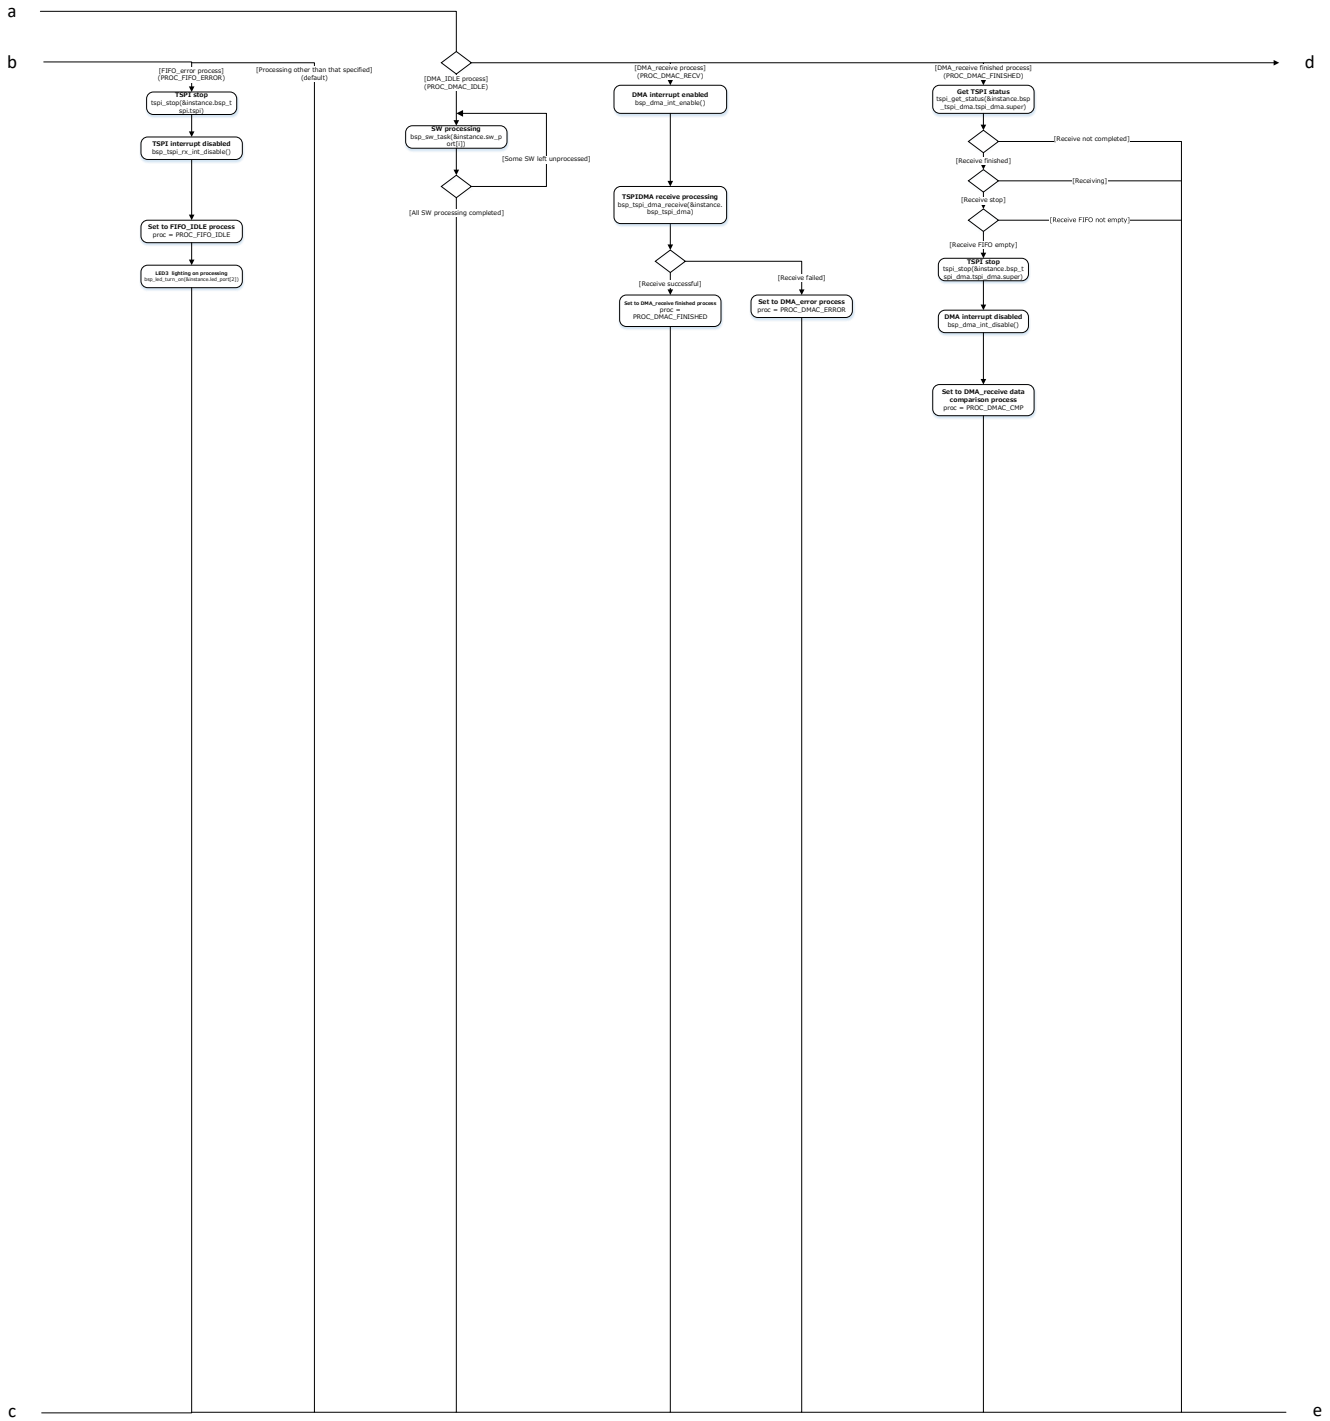 a
b
d
[FIFO_error process]
(PROC_FIFO_ERROR)
TSPI stop
tspi_stop(&instance.bsp_t
spi.tspi)
TSPI interrupt disabled
bsp_tspi_rx_int_disable()
Set to FIFO_IDLE process
proc = PROC_FIFO_IDLE
LED3 lighting on processing
bsp_led_turn_on(&instance.led_port[2])
[Processing other than that specified]
(default)
[DMA_IDLE process]
(PROC_DMAC_IDLE)
SW processing
bsp_sw_task(&instance.sw_p
ort[i])
[Some SW left unprocessed]
[All SW processing completed]
[DMA_receive process]
(PROC_DMAC_RECV)
DMA interrupt enabled
bsp_dma_int_enable()
TSPIDMA receive processing
bsp_tspi_dma_receive(&instance.
bsp_tspi_dma)
[Receive failed]
[Receive successful]
Set to DMA_receive finished process
proc =
PROC_DMAC_FINISHED
Set to DMA_error process
proc = PROC_DMAC_ERROR
[DMA_receive finished process]
(PROC_DMAC_FINISHED)
Get TSPI status
tspi_get_status(&instance.bsp
_tspi_dma.tspi_dma.super)
[Receive not completed]
[Receive finished]
[Receiving]
[Receive stop]
[Receive FIFO not empty]
[Receive FIFO empty]
TSPI stop
tspi_stop(&instance.bsp_t
spi_dma.tspi_dma.super)
DMA interrupt disabled
bsp_dma_int_disable()
Set to DMA_receive data
comparison process
proc = PROC_DMAC_CMP
c
e